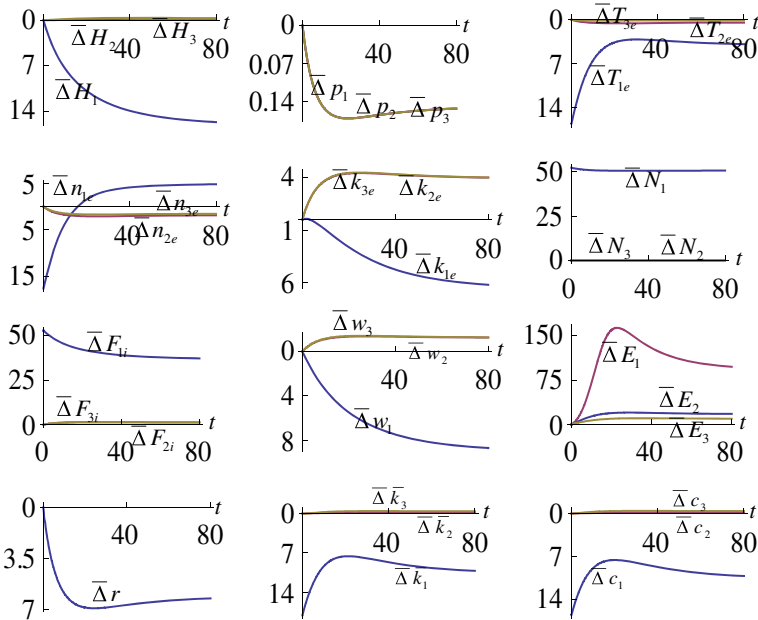 0 t
Δ̅H₂ 40 Δ̅H₃ 80
7
Δ̅H₁
14
0 t
40 80
0.07
Δ̅p₁
0.14 Δ̅p₂ Δ̅p₃
0 Δ̅T₃ₑ t
40 Δ̅T₂ₑ 80
7 Δ̅T₁ₑ
14
5 Δ̅n₁ₑ
Δ̅n₃ₑ t
5 40 80
Δ̅n₂ₑ
15
4 Δ̅k₃ₑ Δ̅k₂ₑ
t
1 40 80
Δ̅k₁ₑ
6
50 Δ̅N₁
25
Δ̅N₃ Δ̅N₂ t
0
0 40 80
50 Δ̅F₁ᵢ
25
Δ̅F₃ᵢ t
0 Δ̅F₂ᵢ
0 40 80
4 Δ̅w₃
0 t
40 Δ̅w₂ 80
4
Δ̅w₁
8
150
Δ̅E₁
75
Δ̅E₂
Δ̅E₃ t
0
0 40 80
0 t
40 80
3.5
Δ̅r
7
0 Δ̅k̅₃ t
Δ̅k̅₂
40 80
7
Δ̅k̅₁
14
0 Δ̅c₃ t
Δ̅c₂
40 80
7
Δ̅c₁
14